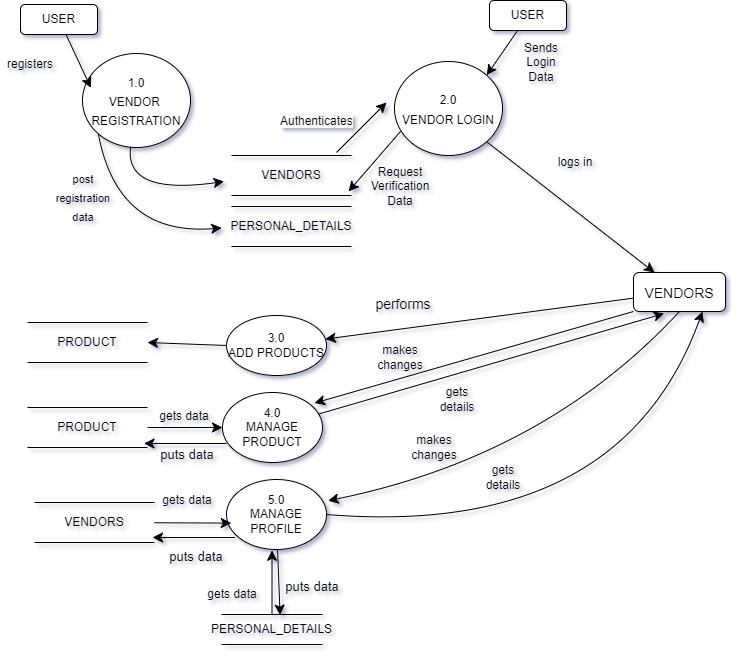 USER
USER
registers
1.0
VENDOR
REGISTRATION
Sends
Login
Data
2.0
VENDOR LOGIN
Authenticates
logs in
post
registration
data
VENDORS
Request
Verification
Data
PERSONAL_DETAILS
VENDORS
performs
PRODUCT
3.0
ADD PRODUCTS
makes
changes
gets
details
PRODUCT
gets data
puts data
4.0
MANAGE
PRODUCT
makes
changes
gets
details
VENDORS
gets data
puts data
5.0
MANAGE
PROFILE
gets data
puts data
PERSONAL_DETAILS